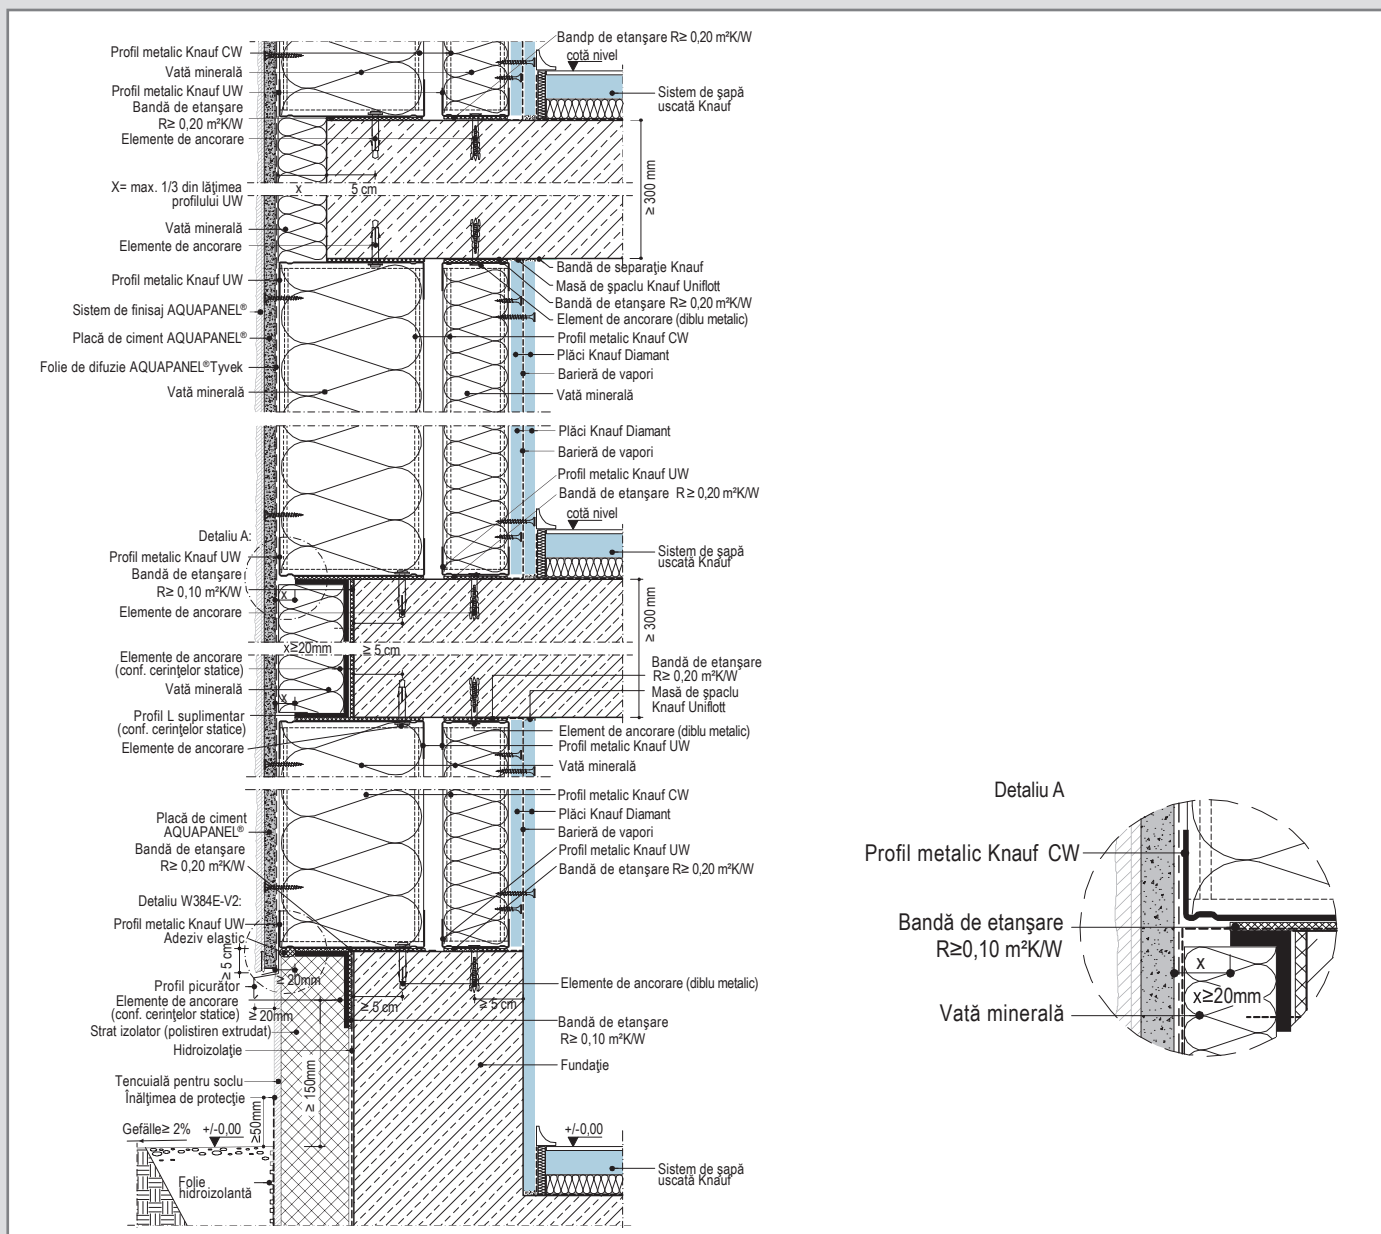 Profil metalic Knauf CW
Vată minerală
Profil metalic Knauf UW
Bandă de etanşare
R≥ 0,20 m²K/W
Elemente de ancorare
X= max. 1/3 din lăţimea
profilului UW
Vată minerală
Elemente de ancorare
Profil metalic Knauf UW
Sistem de finisaj AQUAPANEL®
Placă de ciment AQUAPANEL®
Folie de difuzie AQUAPANEL®Tyvek
Vată minerală
Bandp de etanşare R≥ 0,20 m²K/W
cotă nivel
Sistem de şapă
uscată Knauf
x
5 cm
≥ 300 mm
Bandă de separaţie Knauf
Masă de şpaclu Knauf Uniflott
Bandă de etanşare R≥ 0,20 m²K/W
Element de ancorare (diblu metalic)
Profil metalic Knauf CW
Plăci Knauf Diamant
Barieră de vapori
Vată minerală
Plăci Knauf Diamant
Barieră de vapori
Profil metalic Knauf UW
Bandă de etanşare R≥ 0,20 m²K/W
cotă nivel
Sistem de şapă
uscată Knauf
Detaliu A:
Profil metalic Knauf UW
Bandă de etanşare
R≥ 0,10 m²K/W
Elemente de ancorare
x
x≥20mm
≥ 5 cm
≥ 300 mm
Elemente de ancorare
(conf. cerinţelor statice)
Vată minerală
x
Profil L suplimentar
(conf. cerinţelor statice)
Elemente de ancorare
Bandă de etanşare
R≥ 0,20 m²K/W
Masă de şpaclu
Knauf Uniflott
Element de ancorare (diblu metalic)
Profil metalic Knauf UW
Vată minerală
Profil metalic Knauf CW
Plăci Knauf Diamant
Barieră de vapori
Profil metalic Knauf UW
Bandă de etanşare R≥ 0,20 m²K/W
Placă de ciment
AQUAPANEL®
Bandă de etanşare
R≥ 0,20 m²K/W
Detaliu W384E-V2:
Profil metalic Knauf UW
Adeziv elastic
≥ 5 cm
≥ 20mm
Profil picurător
Elemente de ancorare
(conf. cerinţelor statice)
≥20mm
Strat izolator (polistiren extrudat)
Hidroizolaţie
≥ 5 cm
≥ 5 cm
Elemente de ancorare (diblu metalic)
Bandă de etanşare
R≥ 0,10 m²K/W
Fundaţie
Tencuială pentru soclu
Înălţimea de protecţie
≥ 150mm
≥50mm
Gefälle≥ 2%
+/-0,00
Folie
hidroizolantă
+/-0,00
Sistem de şapă
uscată Knauf
Detaliu A
Profil metalic Knauf CW
Bandă de etanşare
R≥0,10 m²K/W
x
x≥20mm
Vată minerală